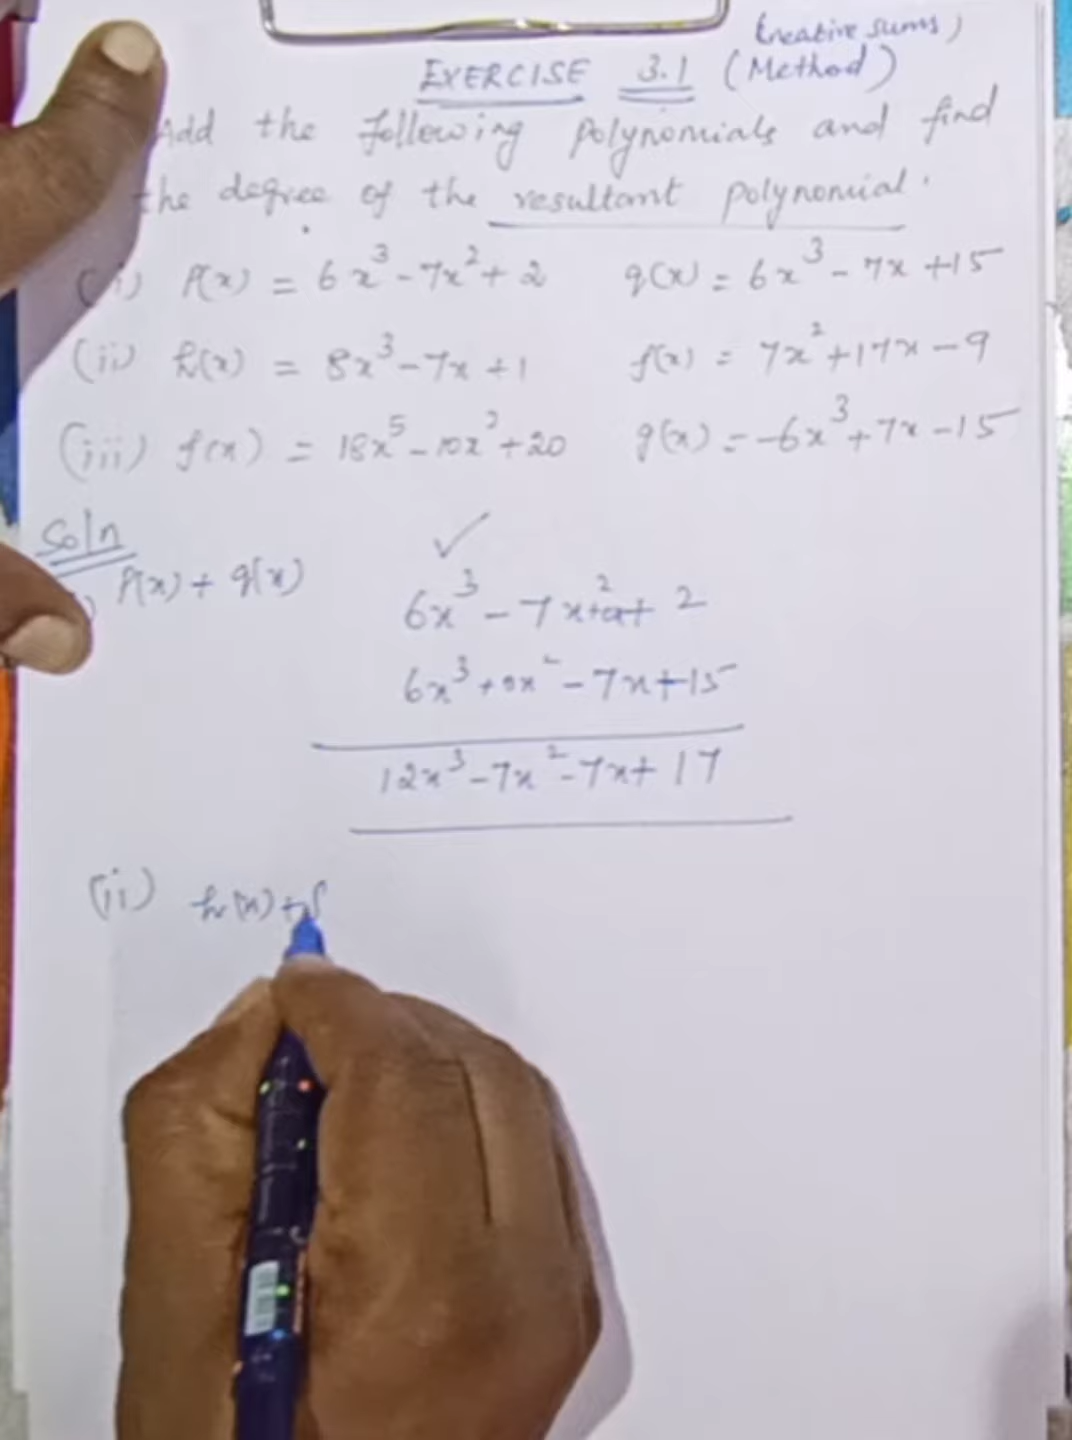 Creative sums)
EXERCISE 3.1 (Method)
Add the following polynomials and find
the degree of the resultant polynomial.
(i) P(x) = 6x³ - 7x² + 2 q(x) = 6x³ - 7x + 15
(ii) h(x) = 8x³ - 7x + 1 f(x) = 7x² + 17x - 9
(iii) f(x) = 18x⁵ - 10x² + 20 g(x) = -6x³ + 7x - 15
Soln
P(x) + q(x)
6x³ - 7x² + 2
6x³ + 0x² - 7x + 15
12x³ - 7x² - 7x + 17
(ii) h(x) + f